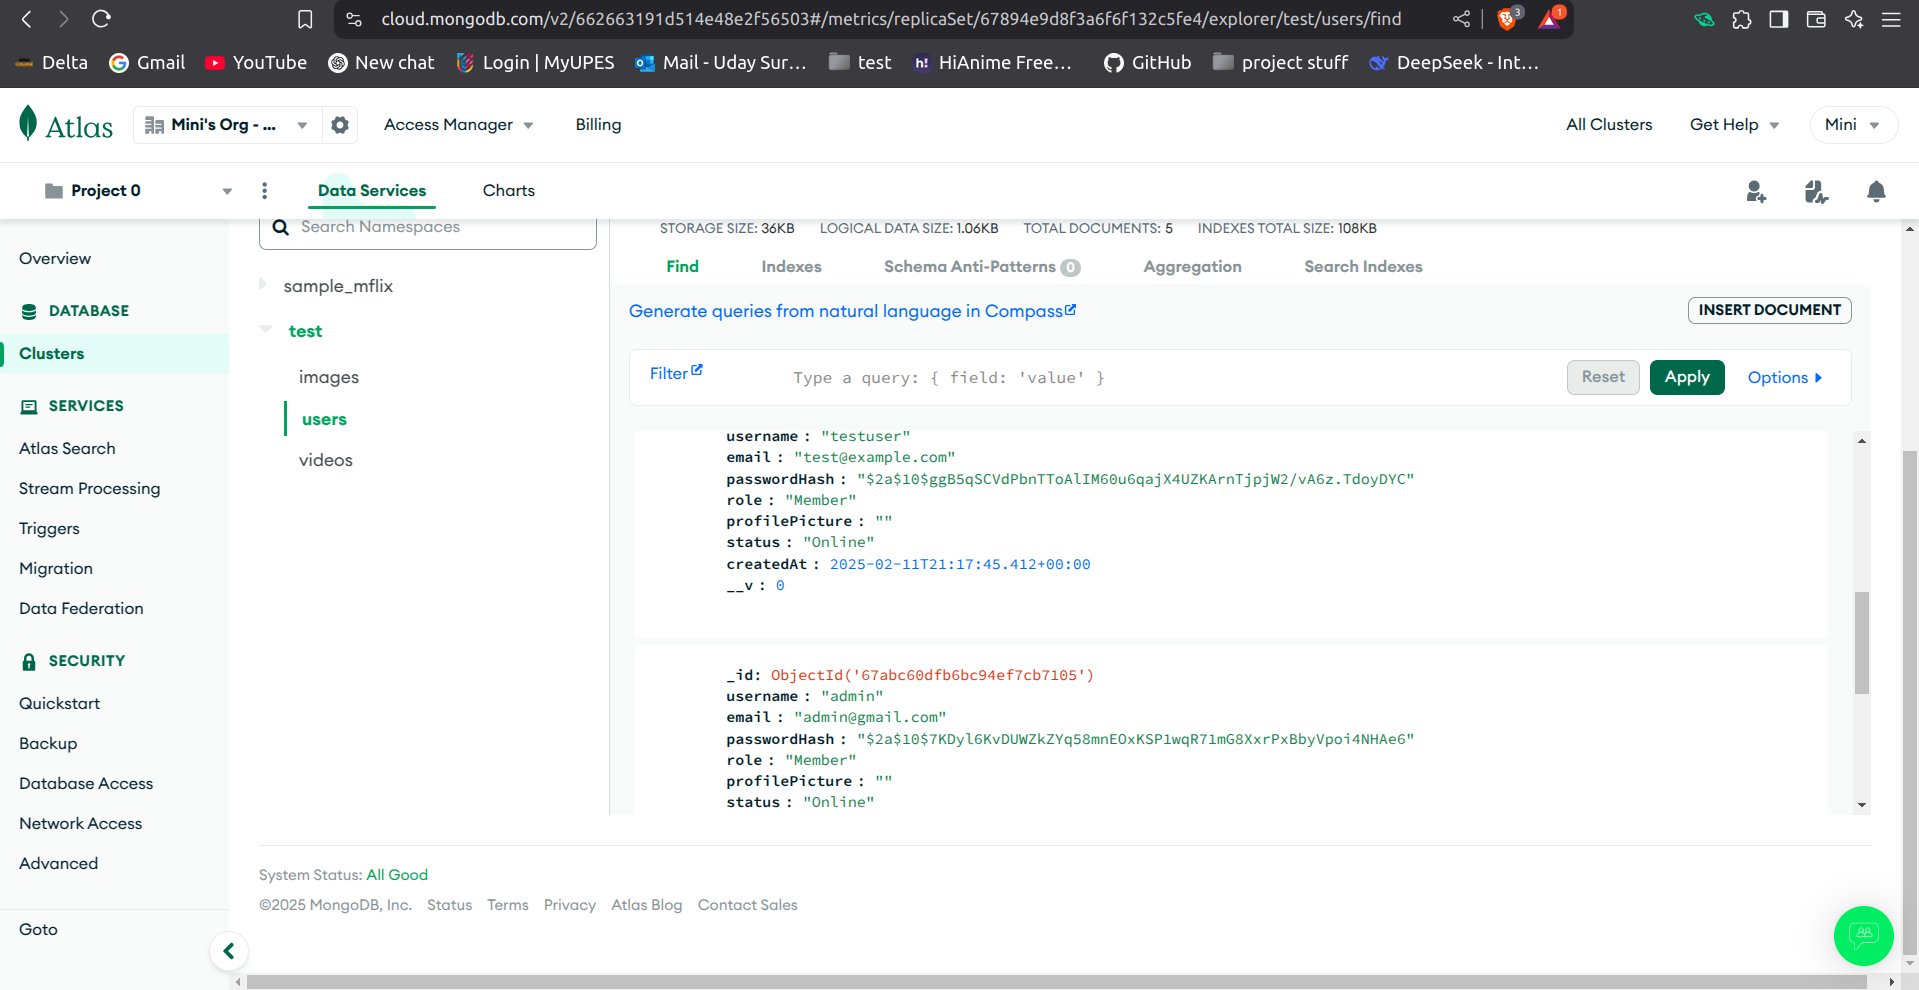 cloud.mongodb.com/v2/662663191d514e48e2f56503#/metrics/replicaSet/67894e9d8f3a6f6f132c5fe4/explorer/test/users/find
3
1
Delta
Gmail
YouTube
New chat
Login | MyUPES
Mail - Uday Sur...
test
HiAnime Free...
GitHub
project stuff
DeepSeek - Int...
Atlas
Mini's Org - ...
Access Manager
Billing
All Clusters
Get Help
Mini
Project 0
Data Services
Charts
Overview
DATABASE
Clusters
SERVICES
Atlas Search
Stream Processing
Triggers
Migration
Data Federation
SECURITY
Quickstart
Backup
Database Access
Network Access
Advanced
Goto
Search Namespaces
sample_mflix
test
images
users
videos
STORAGE SIZE: 36KB LOGICAL DATA SIZE: 1.06KB TOTAL DOCUMENTS: 5 INDEXES TOTAL SIZE: 108KB
Find Indexes Schema Anti-Patterns 0 Aggregation Search Indexes
Generate queries from natural language in Compass
INSERT DOCUMENT
Filter
Type a query: { field: 'value' }
Reset
Apply
Options
username : "testuser"
email : "test@example.com"
passwordHash : "$2a$10$ggB5qSCVdPbnTToAlIM60u6qajX4UZKArnTjpjW2/vA6z.TdoyDYC"
role : "Member"
profilePicture : ""
status : "Online"
createdAt : 2025-02-11T21:17:45.412+00:00
__v : 0
_id: ObjectId('67abc60dfb6bc94ef7cb7105')
username : "admin"
email : "admin@gmail.com"
passwordHash : "$2a$10$7KDyl6KvDUWZkZYq58mnEOxKSP1wqR71mG8XxrPxBbyVpoi4NHAe6"
role : "Member"
profilePicture : ""
status : "Online"
System Status: All Good
©2025 MongoDB, Inc. Status Terms Privacy Atlas Blog Contact Sales